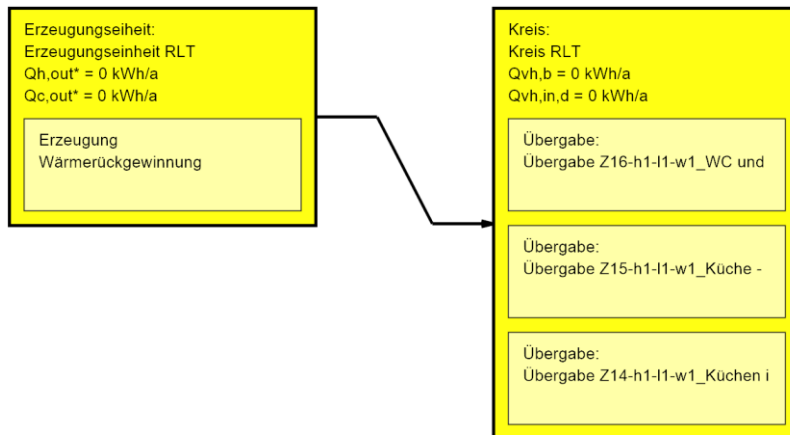 Erzeugungseiheit:
Erzeugungseinheit RLT
Qh,out* = 0 kWh/a
Qc,out* = 0 kWh/a
Erzeugung
Wärmerückgewinnung
Kreis:
Kreis RLT
Qvh,b = 0 kWh/a
Qvh,in,d = 0 kWh/a
Übergabe:
Übergabe Z16-h1-l1-w1_WC und
Übergabe:
Übergabe Z15-h1-l1-w1_Küche -
Übergabe:
Übergabe Z14-h1-l1-w1_Küchen i